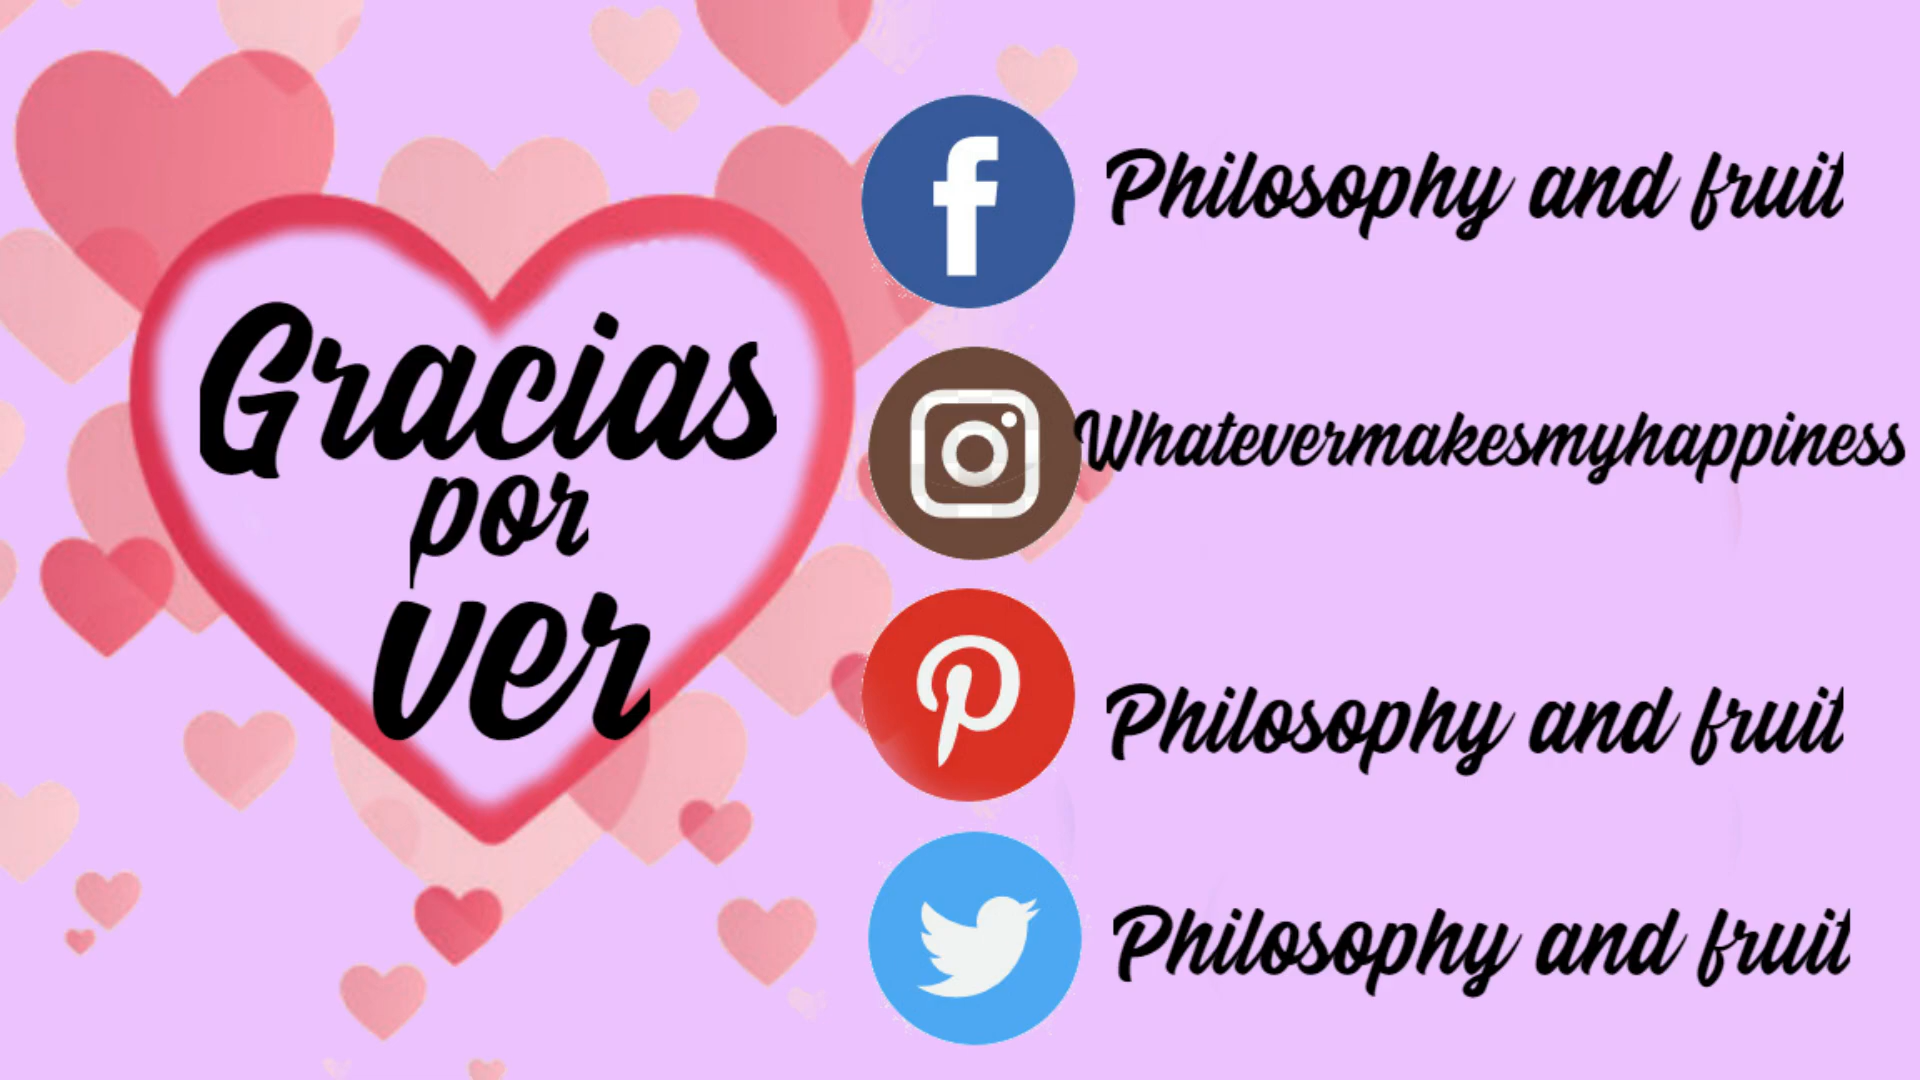 Gracias
por
ver
Philosophy and fruit
Whatevermakesmyhappiness
Philosophy and fruit
Philosophy and fruit